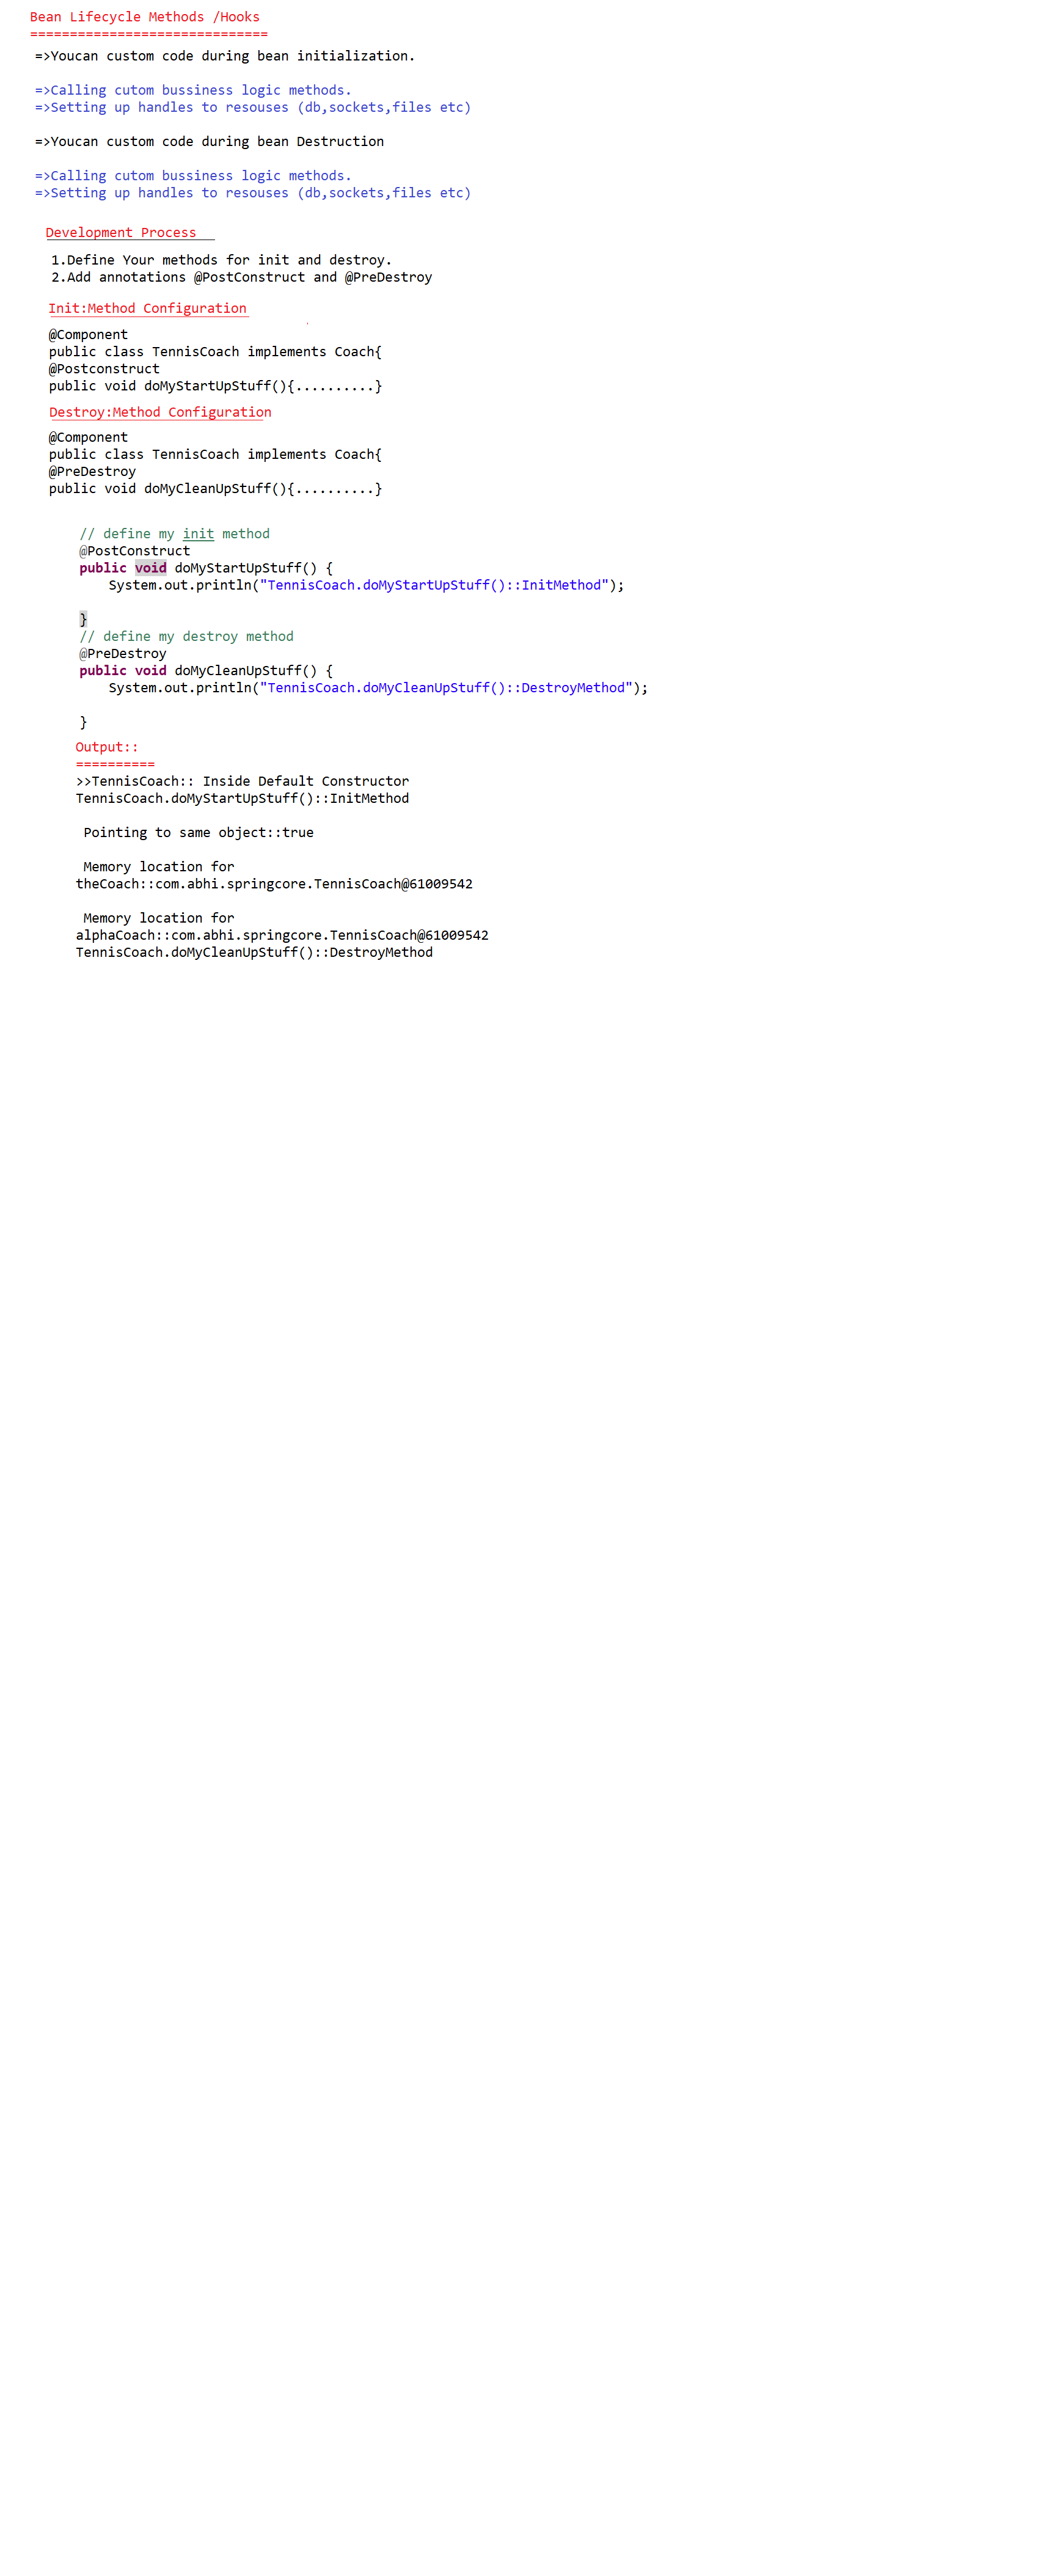 Bean Lifecycle Methods /Hooks
==============================
=>Youcan custom code during bean initialization.
=>Calling cutom bussiness logic methods.
=>Setting up handles to resouses (db,sockets,files etc)
=>Youcan custom code during bean Destruction
=>Calling cutom bussiness logic methods.
=>Setting up handles to resouses (db,sockets,files etc)
Development Process
1.Define Your methods for init and destroy.
2.Add annotations @PostConstruct and @PreDestroy
Init:Method Configuration
@Component
public class TennisCoach implements Coach{
@Postconstruct
public void doMyStartUpStuff(){..........}
Destroy:Method Configuration
@Component
public class TennisCoach implements Coach{
@PreDestroy
public void doMyCleanUpStuff(){..........}
// define my init method
@PostConstruct
public void doMyStartUpStuff() {
System.out.println("TennisCoach.doMyStartUpStuff()::InitMethod");
}
// define my destroy method
@PreDestroy
public void doMyCleanUpStuff() {
System.out.println("TennisCoach.doMyCleanUpStuff()::DestroyMethod");
}
Output::
==========
>>TennisCoach:: Inside Default Constructor
TennisCoach.doMyStartUpStuff()::InitMethod
Pointing to same object::true
Memory location for
theCoach::com.abhi.springcore.TennisCoach@61009542
Memory location for
alphaCoach::com.abhi.springcore.TennisCoach@61009542
TennisCoach.doMyCleanUpStuff()::DestroyMethod